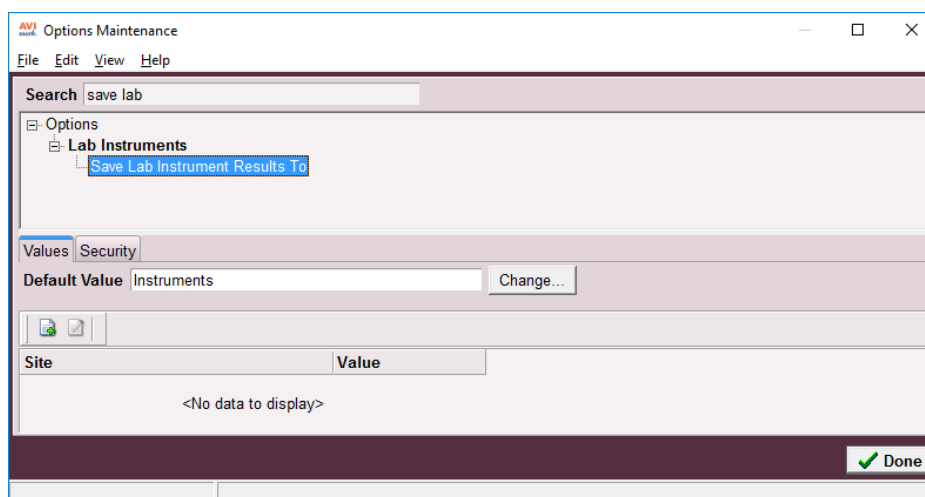 AVI mark Options Maintenance
File Edit View Help
Search save lab
Options
Lab Instruments
Save Lab Instrument Results To
Values Security
Default Value Instruments Change...
Site Value
<No data to display>
Done